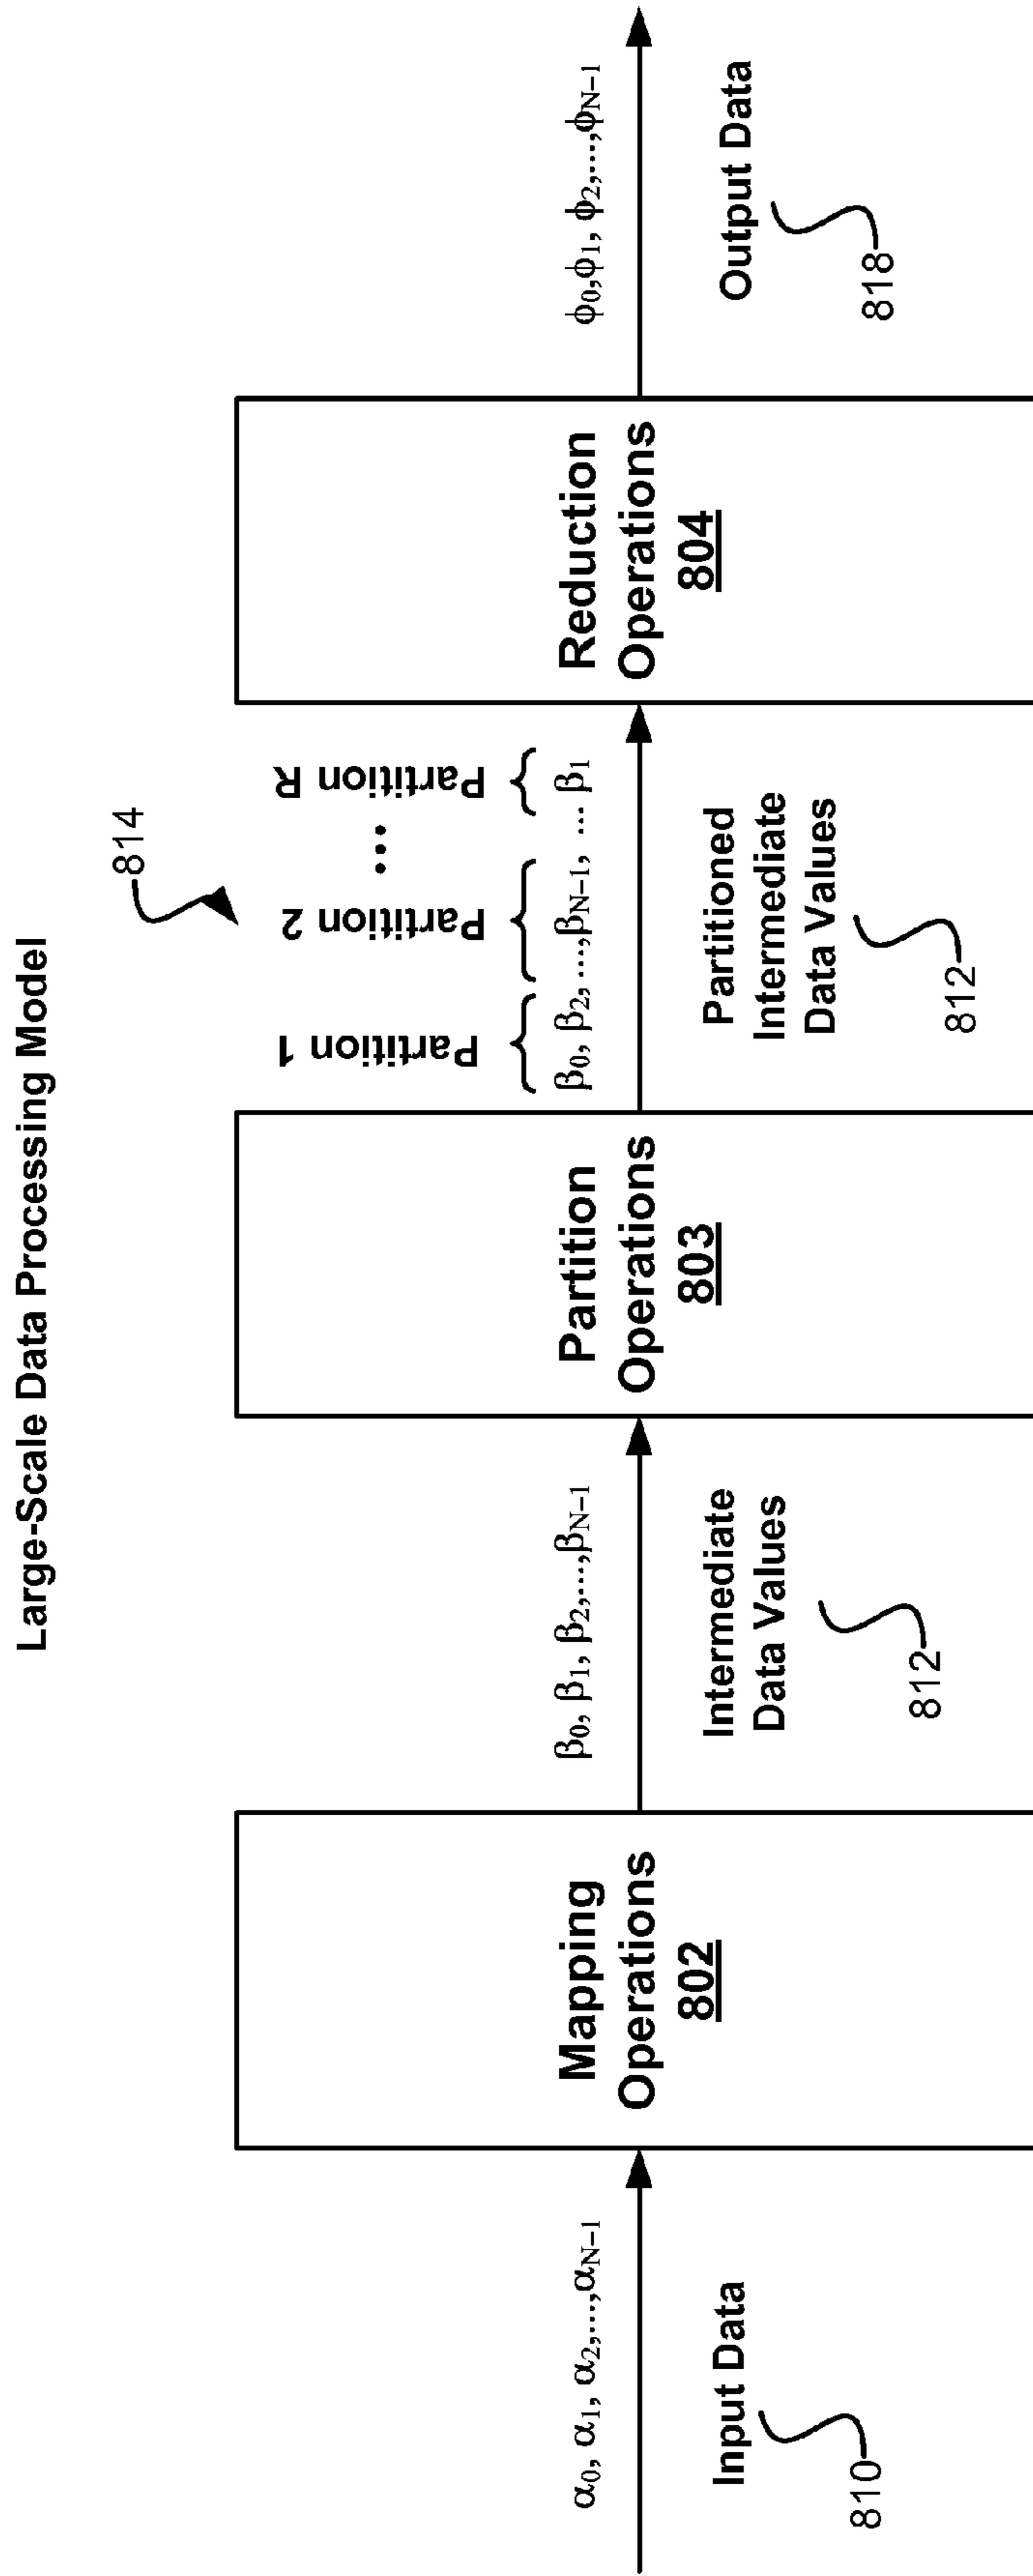 Large-Scale Data Processing Model
α0, α1, α2,...,αN−1
Input Data
810
Mapping
Operations
802
β0, β1, β2,...,βN−1
Intermediate
Data Values
812
Partition
Operations
803
814
Partition 1
Partition 2
...
Partition R
β0, β2, ...,βN−1, ... β1
Partitioned
Intermediate
Data Values
812
Reduction
Operations
804
ϕ0,ϕ1, ϕ2,...,ϕN−1
Output Data
818